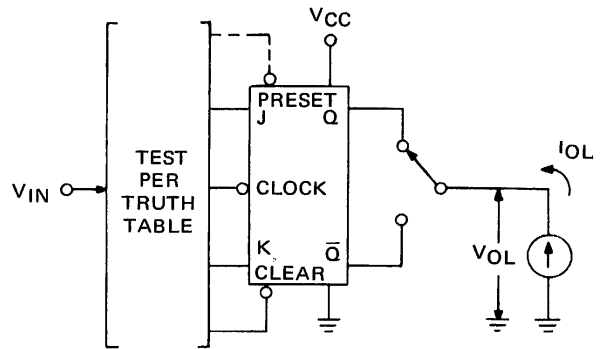 VCC
PRESET
J Q
TEST
PER
TRUTH
TABLE
VIN
CLOCK
IOL
K Q̅
CLEAR
VOL